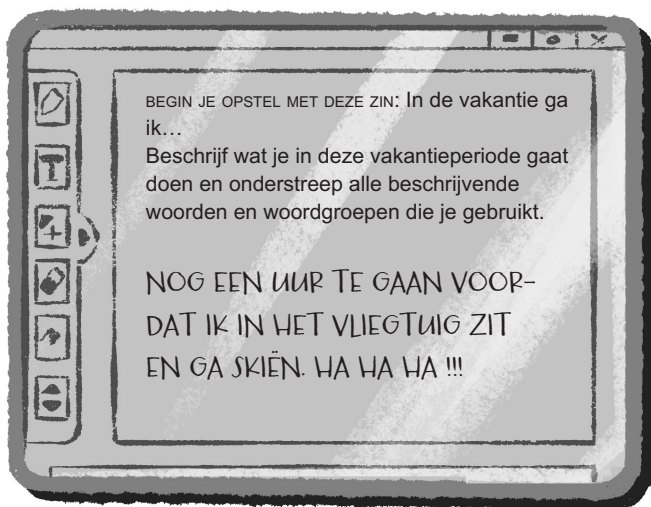 BEGIN JE OPSTEL MET DEZE ZIN: In de vakantie ga
ik…
Beschrijf wat je in deze vakantieperiode gaat
doen en onderstreep alle beschrijvende
woorden en woordgroepen die je gebruikt.
NOG EEN UUR TE GAAN VOOR-
DAT IK IN HET VLIEGTUIG ZIT
EN GA SKIËN. HA HA HA !!!